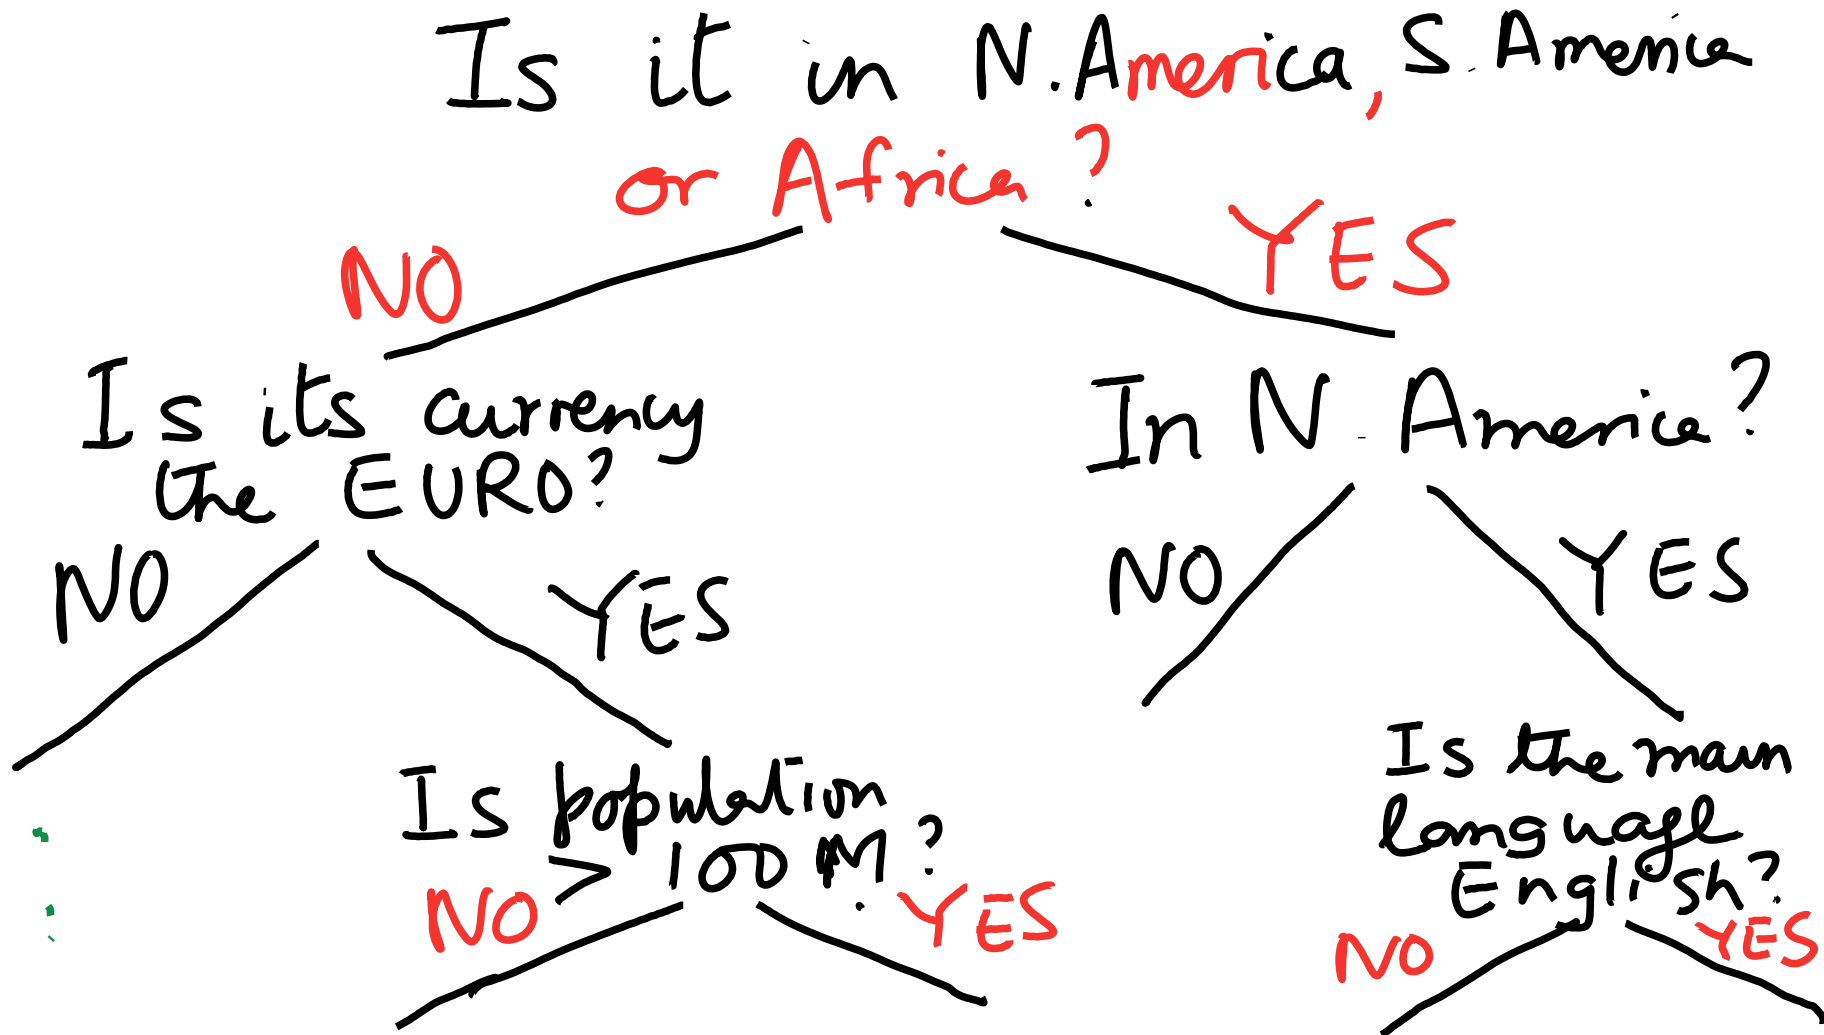 Is it in N. America, S. America
or Africa?
NO
YES
Is its currency
the EURO?
In N. America?
NO
YES
NO
YES
Is population
> 100 M?
NO
YES
Is the main
language
English?
NO
YES